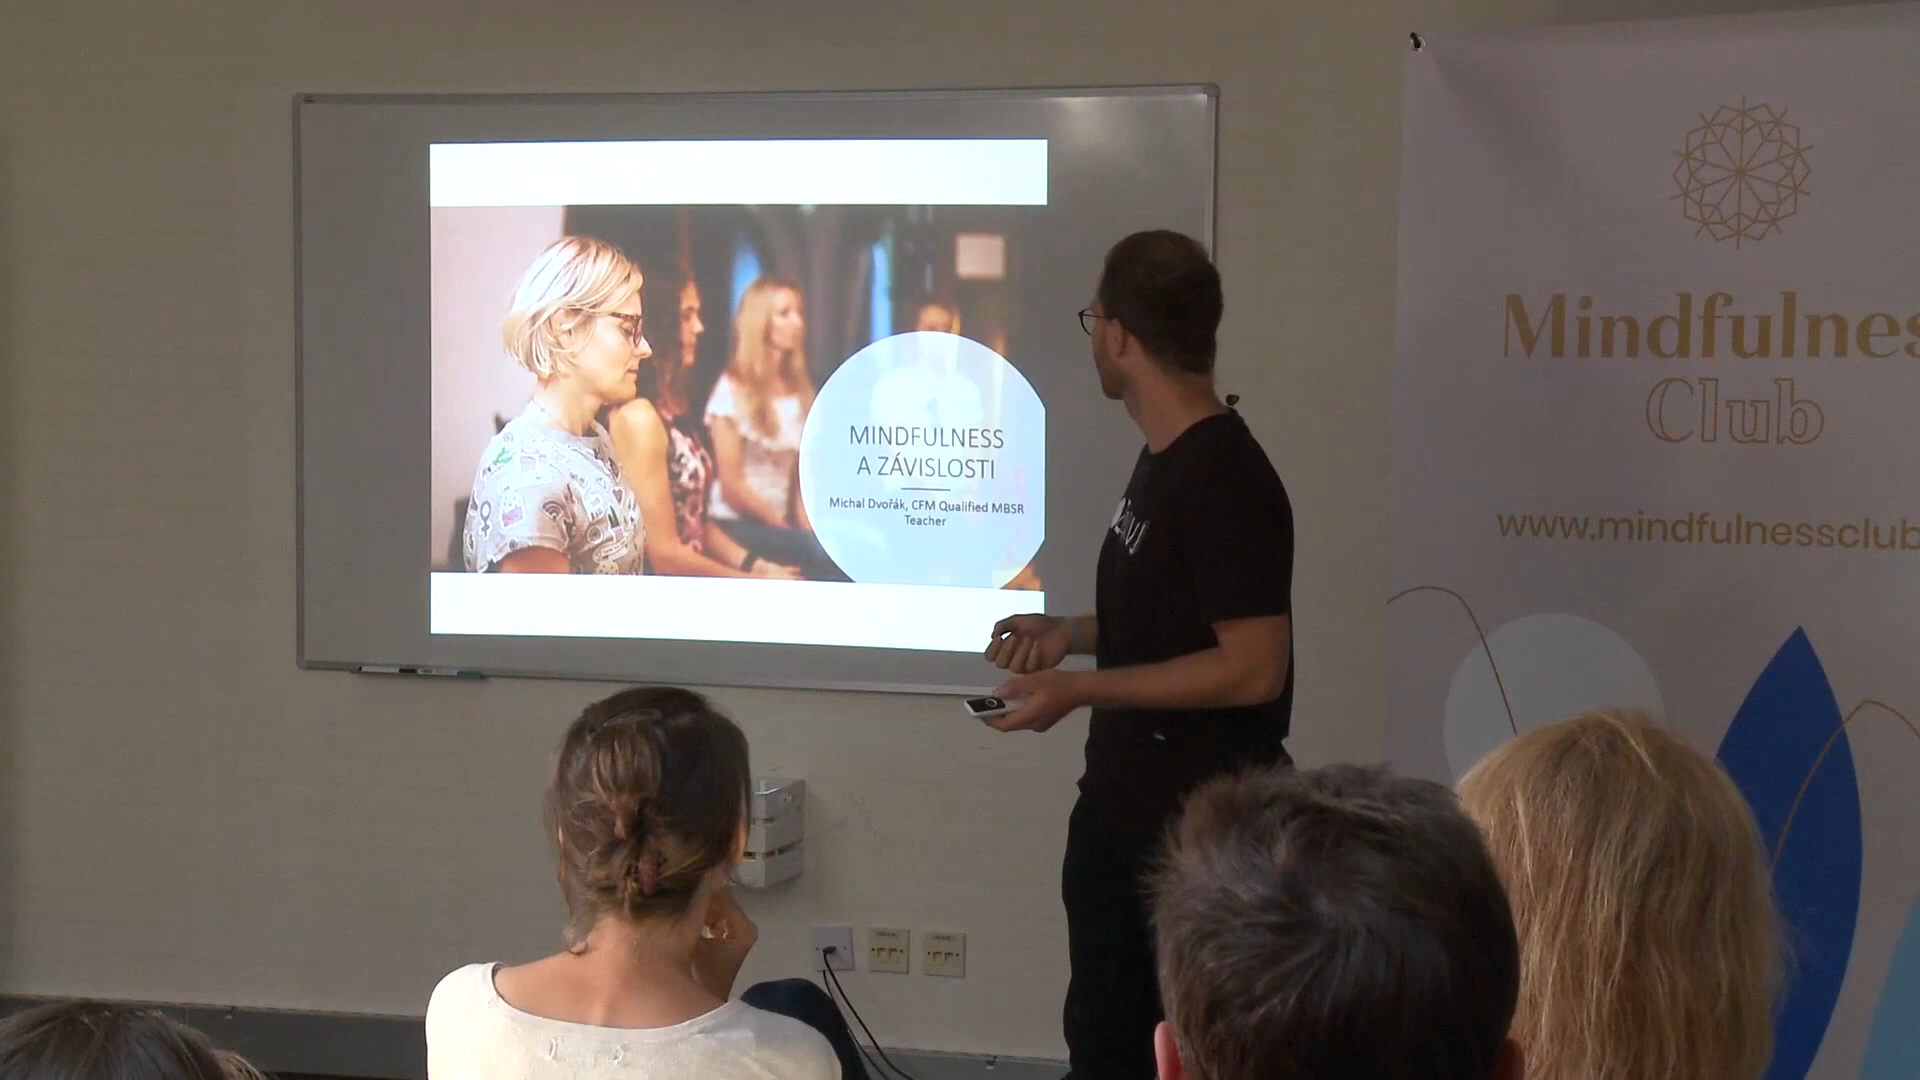 MINDFULNESS
A ZÁVISLOSTI
Michal Dvořák, CFM Qualified MBSR
Teacher
Mindfulnes
Club
www.mindfulnessclub